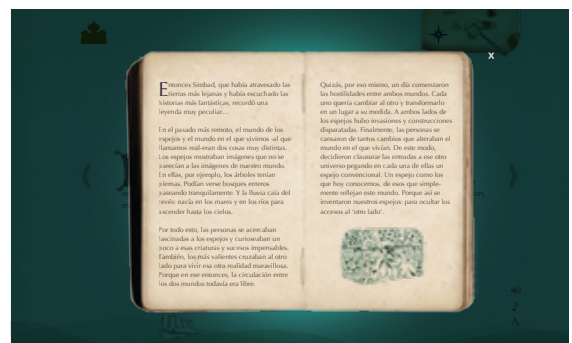 x
Entonces Simbad, que había atravesado las
tierras más lejanas y había escuchado las
historias más fantásticas, recordó una
leyenda muy peculiar...
En el pasado más remoto, el mundo de los
espejos y el mundo en el que vivimos -al que
llamamos real-eran dos cosas muy distintas.
Los espejos mostraban imágenes que no se
parecían a las imágenes de nuestro mundo.
En ellas, por ejemplo, los árboles tenían
piernas. Podían verse bosques enteros
paseando tranquilamente. Y la lluvia caía del
revés: nacía en los mares y en los ríos para
ascender hasta los cielos.
Por todo esto, las personas se acercaban
fascinadas a los espejos y curioseaban un
poco a esas criaturas y sucesos impensables.
También, los más valientes cruzaban al otro
lado para vivir esa otra realidad maravillosa.
Porque en ese entonces, la circulación entre
los dos mundos todavía era libre.
Quizás, por eso mismo, un día comenzaron
las hostilidades entre ambos mundos. Cada
uno quería cambiar al otro y transformarlo
en un lugar a su medida. A ambos lados de
los espejos hubo invasiones y construcciones
disparatadas. Finalmente, las personas se
cansaron de tantos cambios que alteraban el
mundo en el que vivían. De este modo,
decidieron clausurar las entradas a ese otro
universo pegando en cada una de ellas un
espejo convencional. Un espejo como los
que hoy conocemos, de esos que simple-
mente reflejan este mundo. Porque así se
inventaron nuestros espejos: para ocultar los
accesos al 'otro lado'.
A